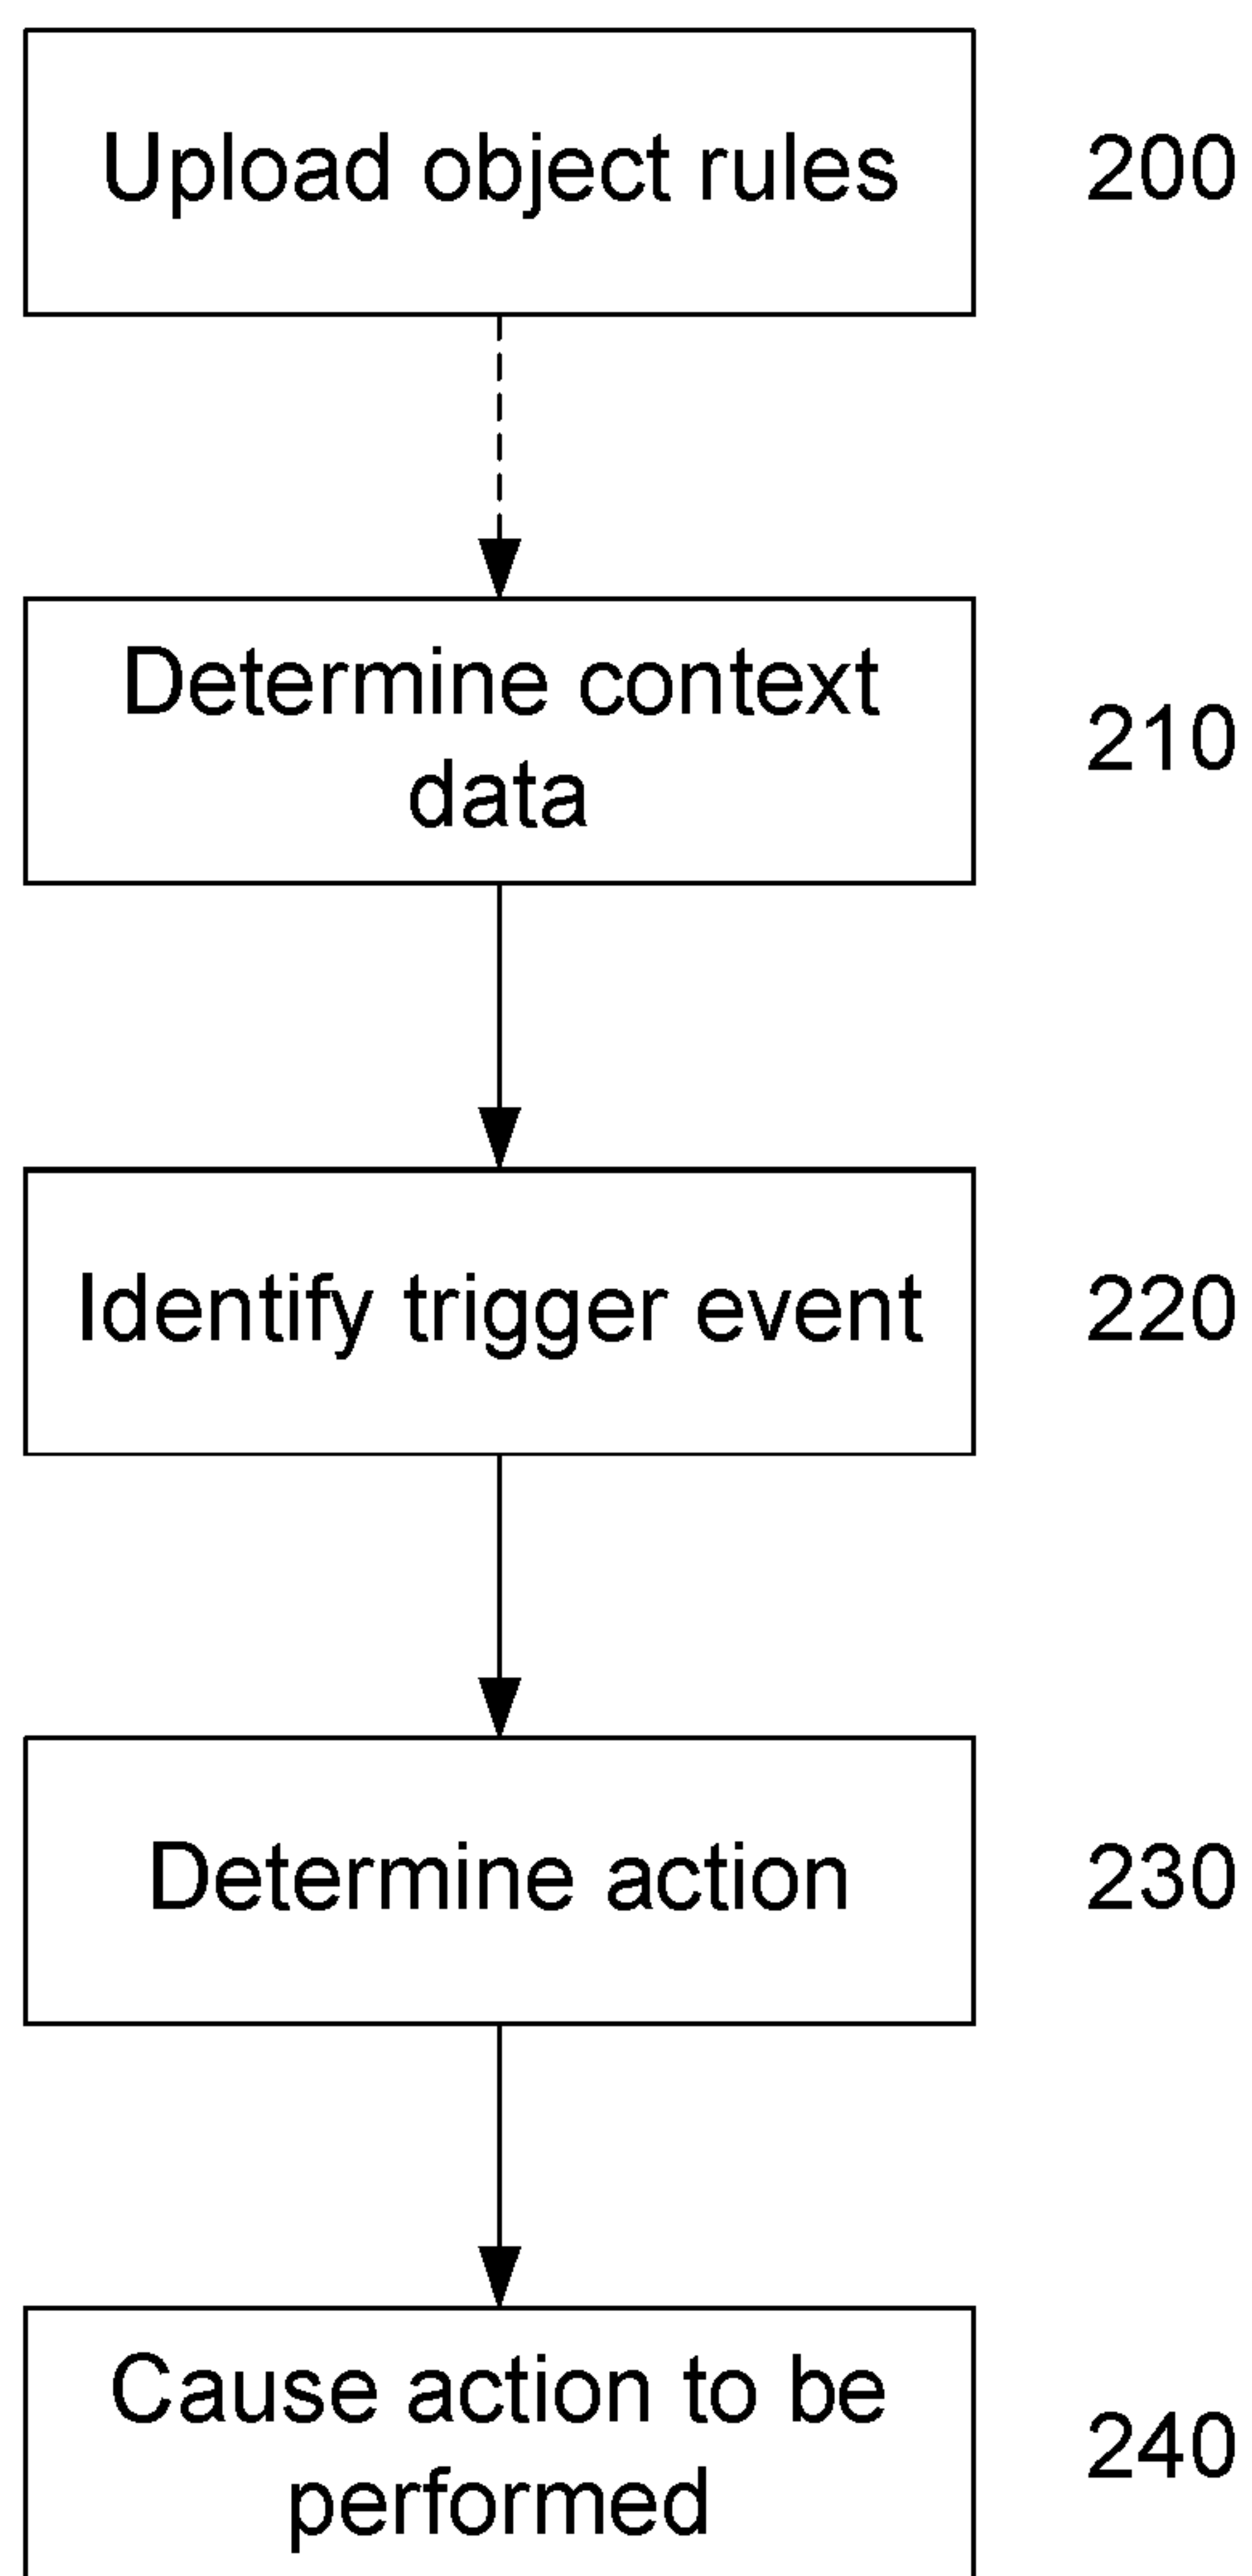 Upload object rules
200
Determine context
data
210
Identify trigger event
220
Determine action
230
Cause action to be
performed
240